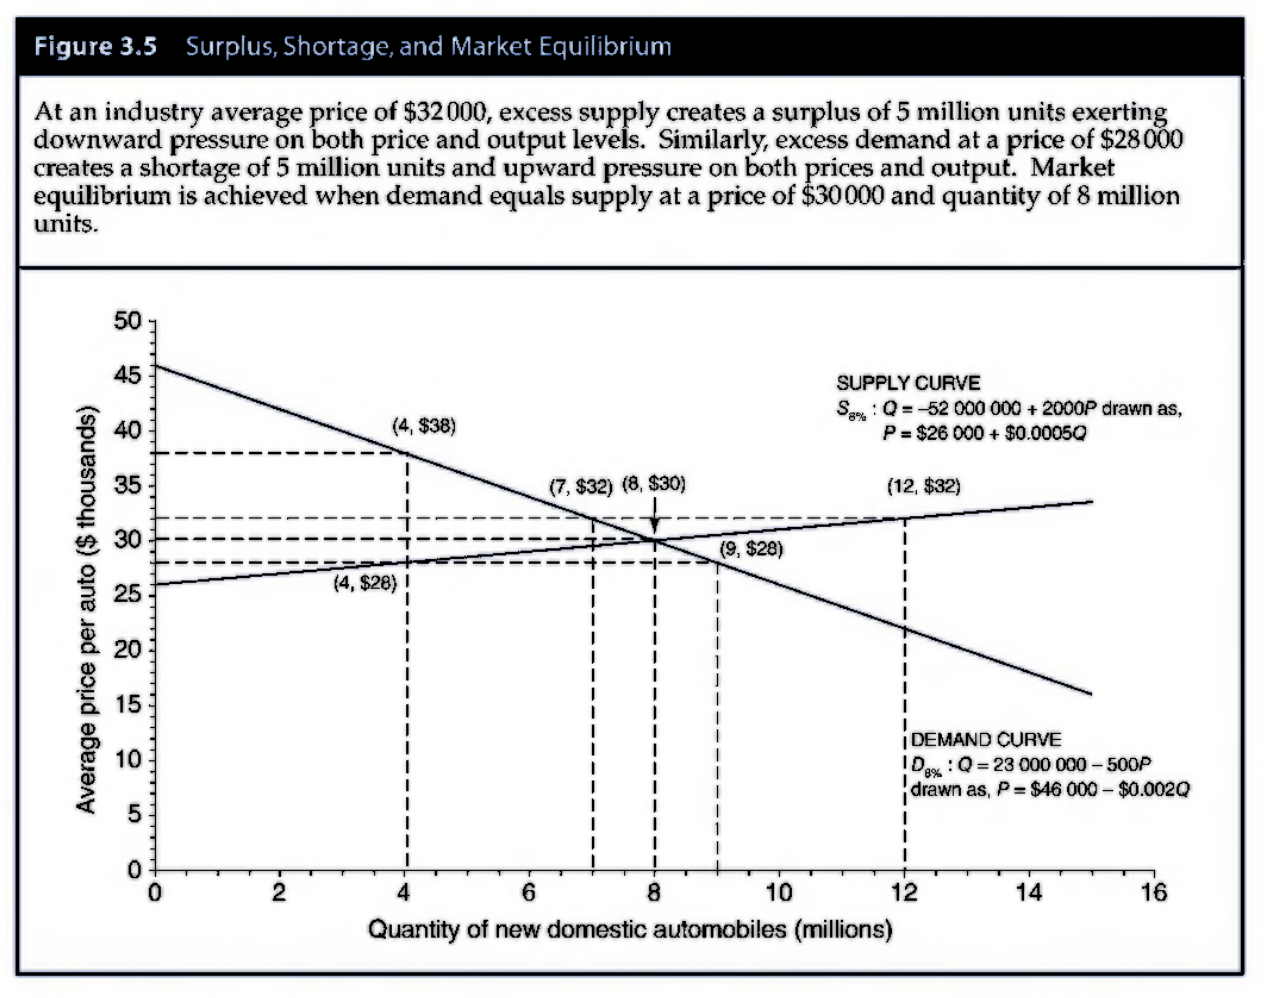 Figure 3.5 Surplus, Shortage, and Market Equilibrium
At an industry average price of $32 000, excess supply creates a surplus of 5 million units exerting
downward pressure on both price and output levels. Similarly, excess demand at a price of $28 000
creates a shortage of 5 million units and upward pressure on both prices and output. Market
equilibrium is achieved when demand equals supply at a price of $30 000 and quantity of 8 million
units.
50
45
40
35
30
25
20
15
10
5
0
Average price per auto ($ thousands)
(4, $38)
(7, $32) (8, $30)
(12, $32)
(9, $28)
(4, $28)
SUPPLY CURVE
S8% : Q = –52 000 000 + 2000P drawn as,
P = $26 000 + $0.0005Q
DEMAND CURVE
D8% : Q = 23 000 000 – 500P
drawn as, P = $46 000 – $0.002Q
0 2 4 6 8 10 12 14 16
Quantity of new domestic automobiles (millions)